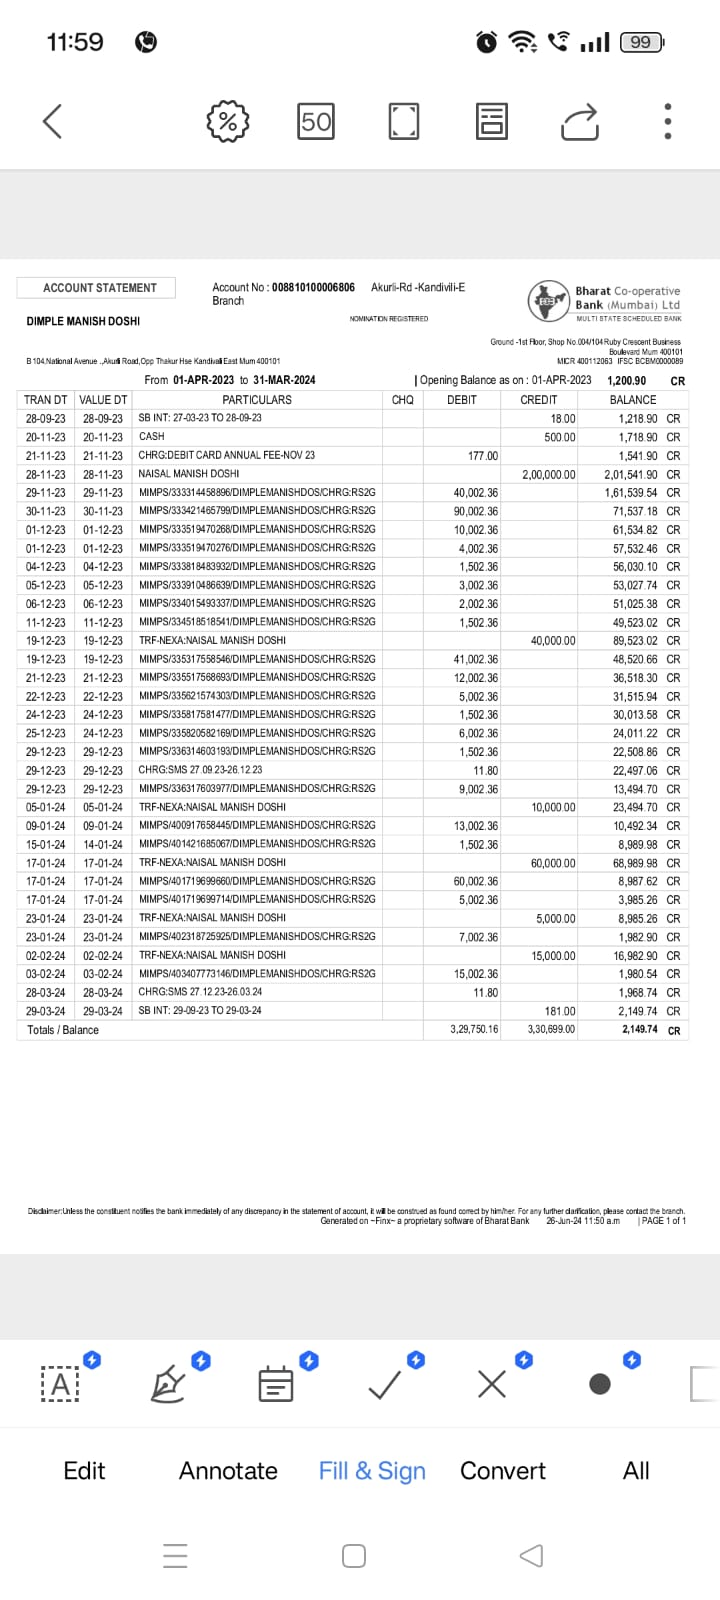 11:59 99
50
ACCOUNT STATEMENT Account No : 008810100006806 Akurli-Rd -Kandivili-E Bharat Co-operative
Branch BCB Bank (Mumbai) Ltd
DIMPLE MANISH DOSHI NOMINATION REGISTERED MULTI STATE SCHEDULED BANK
Ground -1st Floor, Shop No.004/104 Ruby Crescent Business
Boulevard Mum 400101
B 104,National Avenue .,Akurli Road,Opp Thakur Hse Kandivali East Mum 400101 MICR 400112063 IFSC BCBM0000089
From 01-APR-2023 to 31-MAR-2024 | Opening Balance as on : 01-APR-2023 1,200.90 CR
TRAN DT VALUE DT PARTICULARS CHQ DEBIT CREDIT BALANCE
28-09-23 28-09-23 SB INT: 27-03-23 TO 28-09-23 18.00 1,218.90 CR
20-11-23 20-11-23 CASH 500.00 1,718.90 CR
21-11-23 21-11-23 CHRG:DEBIT CARD ANNUAL FEE-NOV 23 177.00 1,541.90 CR
28-11-23 28-11-23 NAISAL MANISH DOSHI 2,00,000.00 2,01,541.90 CR
29-11-23 29-11-23 MIMPS/333314458896/DIMPLEMANISHDOS/CHRG:RS2G 40,002.36 1,61,539.54 CR
30-11-23 30-11-23 MIMPS/333421465799/DIMPLEMANISHDOS/CHRG:RS2G 90,002.36 71,537.18 CR
01-12-23 01-12-23 MIMPS/333519470268/DIMPLEMANISHDOS/CHRG:RS2G 10,002.36 61,534.82 CR
01-12-23 01-12-23 MIMPS/333519470276/DIMPLEMANISHDOS/CHRG:RS2G 4,002.36 57,532.46 CR
04-12-23 04-12-23 MIMPS/333818483932/DIMPLEMANISHDOS/CHRG:RS2G 1,502.36 56,030.10 CR
05-12-23 05-12-23 MIMPS/333910486639/DIMPLEMANISHDOS/CHRG:RS2G 3,002.36 53,027.74 CR
06-12-23 06-12-23 MIMPS/334015493337/DIMPLEMANISHDOS/CHRG:RS2G 2,002.36 51,025.38 CR
11-12-23 11-12-23 MIMPS/334518518541/DIMPLEMANISHDOS/CHRG:RS2G 1,502.36 49,523.02 CR
19-12-23 19-12-23 TRF-NEXA:NAISAL MANISH DOSHI 40,000.00 89,523.02 CR
19-12-23 19-12-23 MIMPS/335317558546/DIMPLEMANISHDOS/CHRG:RS2G 41,002.36 48,520.66 CR
21-12-23 21-12-23 MIMPS/335517568693/DIMPLEMANISHDOS/CHRG:RS2G 12,002.36 36,518.30 CR
22-12-23 22-12-23 MIMPS/335621574303/DIMPLEMANISHDOS/CHRG:RS2G 5,002.36 31,515.94 CR
24-12-23 24-12-23 MIMPS/335817581477/DIMPLEMANISHDOS/CHRG:RS2G 1,502.36 30,013.58 CR
25-12-23 24-12-23 MIMPS/335820582169/DIMPLEMANISHDOS/CHRG:RS2G 6,002.36 24,011.22 CR
29-12-23 29-12-23 MIMPS/336314603193/DIMPLEMANISHDOS/CHRG:RS2G 1,502.36 22,508.86 CR
29-12-23 29-12-23 CHRG:SMS 27.09.23-26.12.23 11.80 22,497.06 CR
29-12-23 29-12-23 MIMPS/336317603977/DIMPLEMANISHDOS/CHRG:RS2G 9,002.36 13,494.70 CR
05-01-24 05-01-24 TRF-NEXA:NAISAL MANISH DOSHI 10,000.00 23,494.70 CR
09-01-24 09-01-24 MIMPS/400917658445/DIMPLEMANISHDOS/CHRG:RS2G 13,002.36 10,492.34 CR
15-01-24 14-01-24 MIMPS/401421685067/DIMPLEMANISHDOS/CHRG:RS2G 1,502.36 8,989.98 CR
17-01-24 17-01-24 TRF-NEXA:NAISAL MANISH DOSHI 60,000.00 68,989.98 CR
17-01-24 17-01-24 MIMPS/401719699660/DIMPLEMANISHDOS/CHRG:RS2G 60,002.36 8,987.62 CR
17-01-24 17-01-24 MIMPS/401719699714/DIMPLEMANISHDOS/CHRG:RS2G 5,002.36 3,985.26 CR
23-01-24 23-01-24 TRF-NEXA:NAISAL MANISH DOSHI 5,000.00 8,985.26 CR
23-01-24 23-01-24 MIMPS/402318725925/DIMPLEMANISHDOS/CHRG:RS2G 7,002.36 1,982.90 CR
02-02-24 02-02-24 TRF-NEXA:NAISAL MANISH DOSHI 15,000.00 16,982.90 CR
03-02-24 03-02-24 MIMPS/403407773146/DIMPLEMANISHDOS/CHRG:RS2G 15,002.36 1,980.54 CR
28-03-24 28-03-24 CHRG:SMS 27.12.23-26.03.24 11.80 1,968.74 CR
29-03-24 29-03-24 SB INT: 29-09-23 TO 29-03-24 181.00 2,149.74 CR
Totals / Balance 3,29,750.16 3,30,699.00 2,149.74 CR
Disclaimer:Unless the constituent notifies the bank immediately of any discrepancy in the statement of account, it will be construed as found correct by him/her. For any further clarification, please contact the branch.
Generated on ~Finx~ a proprietary software of Bharat Bank 26-Jun-24 11:50 a.m | PAGE 1 of 1
A
Edit Annotate Fill & Sign Convert All